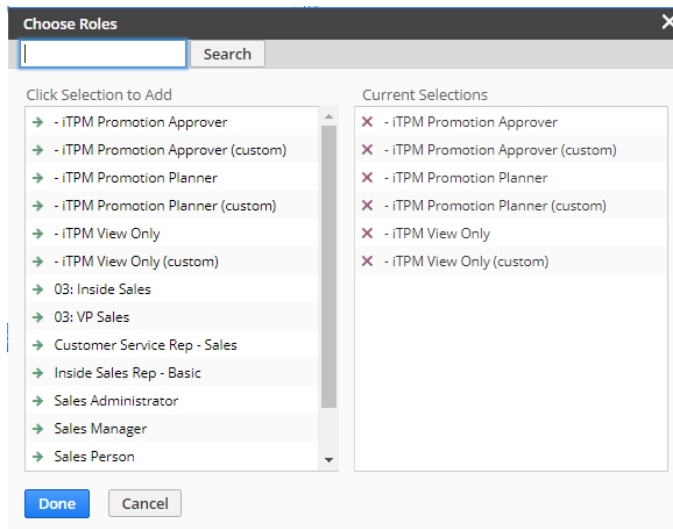 Choose Roles
Search
Click Selection to Add
- iTPM Promotion Approver
- iTPM Promotion Approver (custom)
- iTPM Promotion Planner
- iTPM Promotion Planner (custom)
- iTPM View Only
- iTPM View Only (custom)
03: Inside Sales
03: VP Sales
Customer Service Rep - Sales
Inside Sales Rep - Basic
Sales Administrator
Sales Manager
Sales Person
Current Selections
- iTPM Promotion Approver
- iTPM Promotion Approver (custom)
- iTPM Promotion Planner
- iTPM Promotion Planner (custom)
- iTPM View Only
- iTPM View Only (custom)
Done
Cancel